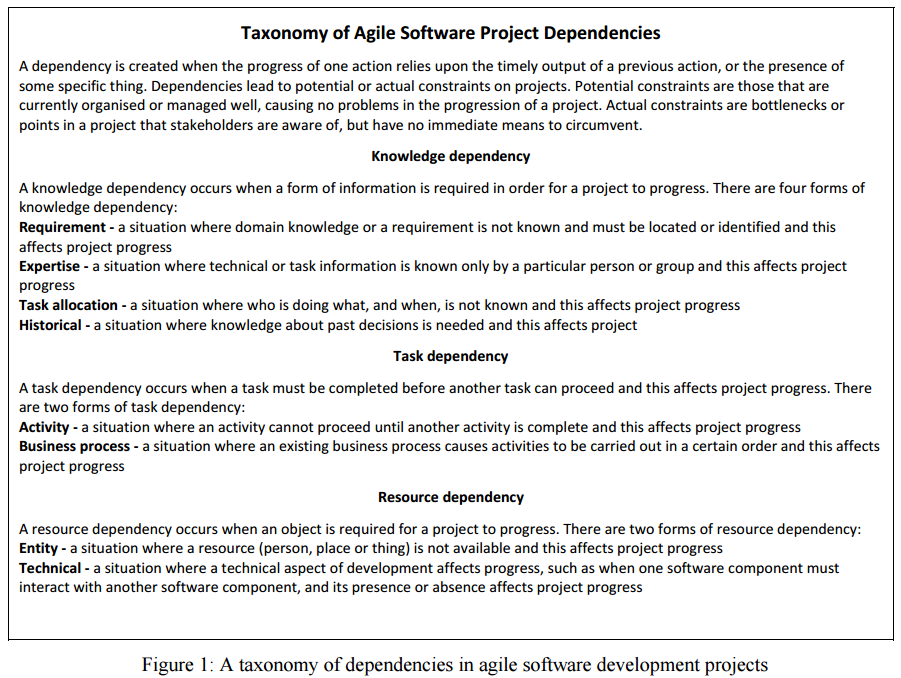 Taxonomy of Agile Software Project Dependencies
A dependency is created when the progress of one action relies upon the timely output of a previous action, or the presence of
some specific thing. Dependencies lead to potential or actual constraints on projects. Potential constraints are those that are
currently organised or managed well, causing no problems in the progression of a project. Actual constraints are bottlenecks or
points in a project that stakeholders are aware of, but have no immediate means to circumvent.
Knowledge dependency
A knowledge dependency occurs when a form of information is required in order for a project to progress. There are four forms of
knowledge dependency:
Requirement - a situation where domain knowledge or a requirement is not known and must be located or identified and this
affects project progress
Expertise - a situation where technical or task information is known only by a particular person or group and this affects project
progress
Task allocation - a situation where who is doing what, and when, is not known and this affects project progress
Historical - a situation where knowledge about past decisions is needed and this affects project
Task dependency
A task dependency occurs when a task must be completed before another task can proceed and this affects project progress. There
are two forms of task dependency:
Activity - a situation where an activity cannot proceed until another activity is complete and this affects project progress
Business process - a situation where an existing business process causes activities to be carried out in a certain order and this affects
project progress
Resource dependency
A resource dependency occurs when an object is required for a project to progress. There are two forms of resource dependency:
Entity - a situation where a resource (person, place or thing) is not available and this affects project progress
Technical - a situation where a technical aspect of development affects progress, such as when one software component must
interact with another software component, and its presence or absence affects project progress
Figure 1: A taxonomy of dependencies in agile software development projects